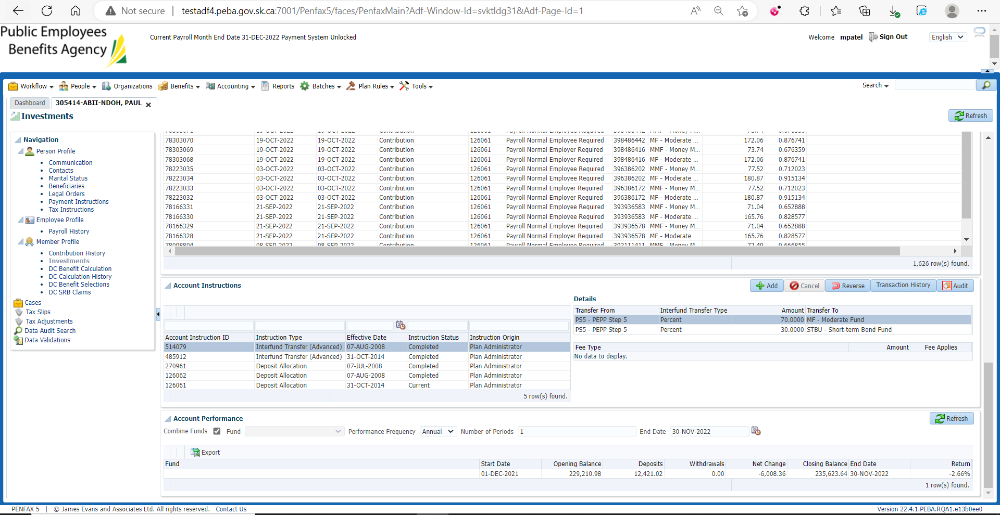 Not secure | testadf4.peba.gov.sk.ca:7001/Penfax5/faces/PenfaxMain?Adf-Window-Id=svktldg31&Adf-Page-Id=1
Public Employees
Benefits Agency
Current Payroll Month End Date 31-DEC-2022 Payment System Unlocked
Welcome mpatel Sign Out English
Workflow People Organizations Benefits Accounting Reports Batches Plan Rules Tools Search
Dashboard 305414-ABII-NDOH, PAUL
Investments Refresh
Navigation
Person Profile
Communication
Contacts
Marital Status
Beneficiaries
Legal Orders
Payment Instructions
Tax Instructions
Employee Profile
Payroll History
Member Profile
Contribution History
Investments
DC Benefit Calculation
DC Calculation History
DC Benefit Selections
DC SRB Claims
Cases
Tax Slips
Tax Adjustments
Data Audit Search
Data Validations
78303070 19-OCT-2022 19-OCT-2022 Contribution 126061 Payroll Normal Employee Required 398486442 MF - Moderate ... 172.06 0.876741
78303069 19-OCT-2022 19-OCT-2022 Contribution 126061 Payroll Normal Employer Required 398486416 MMF - Money M... 73.74 0.676359
78303068 19-OCT-2022 19-OCT-2022 Contribution 126061 Payroll Normal Employer Required 398486416 MF - Moderate ... 172.06 0.876741
78223035 03-OCT-2022 03-OCT-2022 Contribution 126061 Payroll Normal Employee Required 396386202 MMF - Money M... 77.52 0.712023
78223034 03-OCT-2022 03-OCT-2022 Contribution 126061 Payroll Normal Employee Required 396386202 MF - Moderate ... 180.87 0.915134
78223033 03-OCT-2022 03-OCT-2022 Contribution 126061 Payroll Normal Employer Required 396386172 MMF - Money M... 77.52 0.712023
78223032 03-OCT-2022 03-OCT-2022 Contribution 126061 Payroll Normal Employer Required 396386172 MF - Moderate ... 180.87 0.915134
78166331 21-SEP-2022 21-SEP-2022 Contribution 126061 Payroll Normal Employee Required 393936583 MMF - Money M... 71.04 0.652888
78166330 21-SEP-2022 21-SEP-2022 Contribution 126061 Payroll Normal Employee Required 393936583 MF - Moderate ... 165.76 0.828577
78166329 21-SEP-2022 21-SEP-2022 Contribution 126061 Payroll Normal Employer Required 393936578 MMF - Money M... 71.04 0.652888
78166328 21-SEP-2022 21-SEP-2022 Contribution 126061 Payroll Normal Employer Required 393936578 MF - Moderate ... 165.76 0.828577
1,626 row(s) found.
Account Instructions Add Cancel Reverse Transaction History Audit
Account Instruction ID Instruction Type Effective Date Instruction Status Instruction Origin
514079 Interfund Transfer (Advanced) 07-AUG-2008 Completed Plan Administrator
485912 Interfund Transfer (Advanced) 31-OCT-2014 Completed Plan Administrator
270961 Deposit Allocation 07-JUL-2008 Completed Plan Administrator
126062 Deposit Allocation 07-AUG-2008 Completed Plan Administrator
126061 Deposit Allocation 31-OCT-2014 Current Plan Administrator
5 row(s) found.
Details
Transfer From Interfund Transfer Type Amount Transfer To
PS5 - PEPP Step 5 Percent 70.0000 MF - Moderate Fund
PS5 - PEPP Step 5 Percent 30.0000 STBU - Short-term Bond Fund
Fee Type Amount Fee Applies
No data to display.
Account Performance Refresh
Combine Funds Fund Performance Frequency Annual Number of Periods 1 End Date 30-NOV-2022
Export
Fund Start Date Opening Balance Deposits Withdrawals Net Change Closing Balance End Date Return
01-DEC-2021 229,210.98 12,421.02 0.00 -6,008.36 235,623.64 30-NOV-2022 -2.66%
1 row(s) found.
PENFAX 5 | © James Evans and Associates Ltd. All rights reserved. Contact Us Version 22.4.1.PEBA.RQA1.e13b0ee0